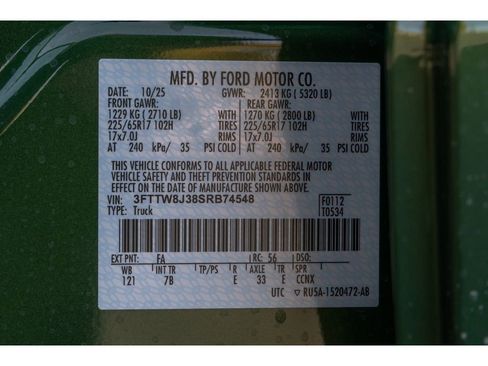 MFD. BY FORD MOTOR CO.
DATE: 10/25 GVWR: 2413 KG ( 5320 LB)
FRONT GAWR: REAR GAWR:
1229 KG ( 2710 LB) WITH 1270 KG ( 2800 LB) WITH
225/65R17 102H TIRES 225/65R17 102H TIRES
17x7.0J RIMS 17x7.0J RIMS
AT 240 kPa/ 35 PSI COLD AT 240 kPa/ 35 PSI COLD
THIS VEHICLE CONFORMS TO ALL APPLICABLE FEDERAL MOTOR
VEHICLE SAFETY AND THEFT PREVENTION STANDARDS IN
EFFECT ON THE DATE OF MANUFACTURE SHOWN ABOVE.
VIN: 3FTTW8J38SRB74548 F0112
TYPE: Truck T0534
EXT PNT: FA RC: 56 DSO:
WB INT TR TP/PS R AXLE TR SPR
121 7B E 33 E CCNX
UTC ▽RU5A-1520472-AB